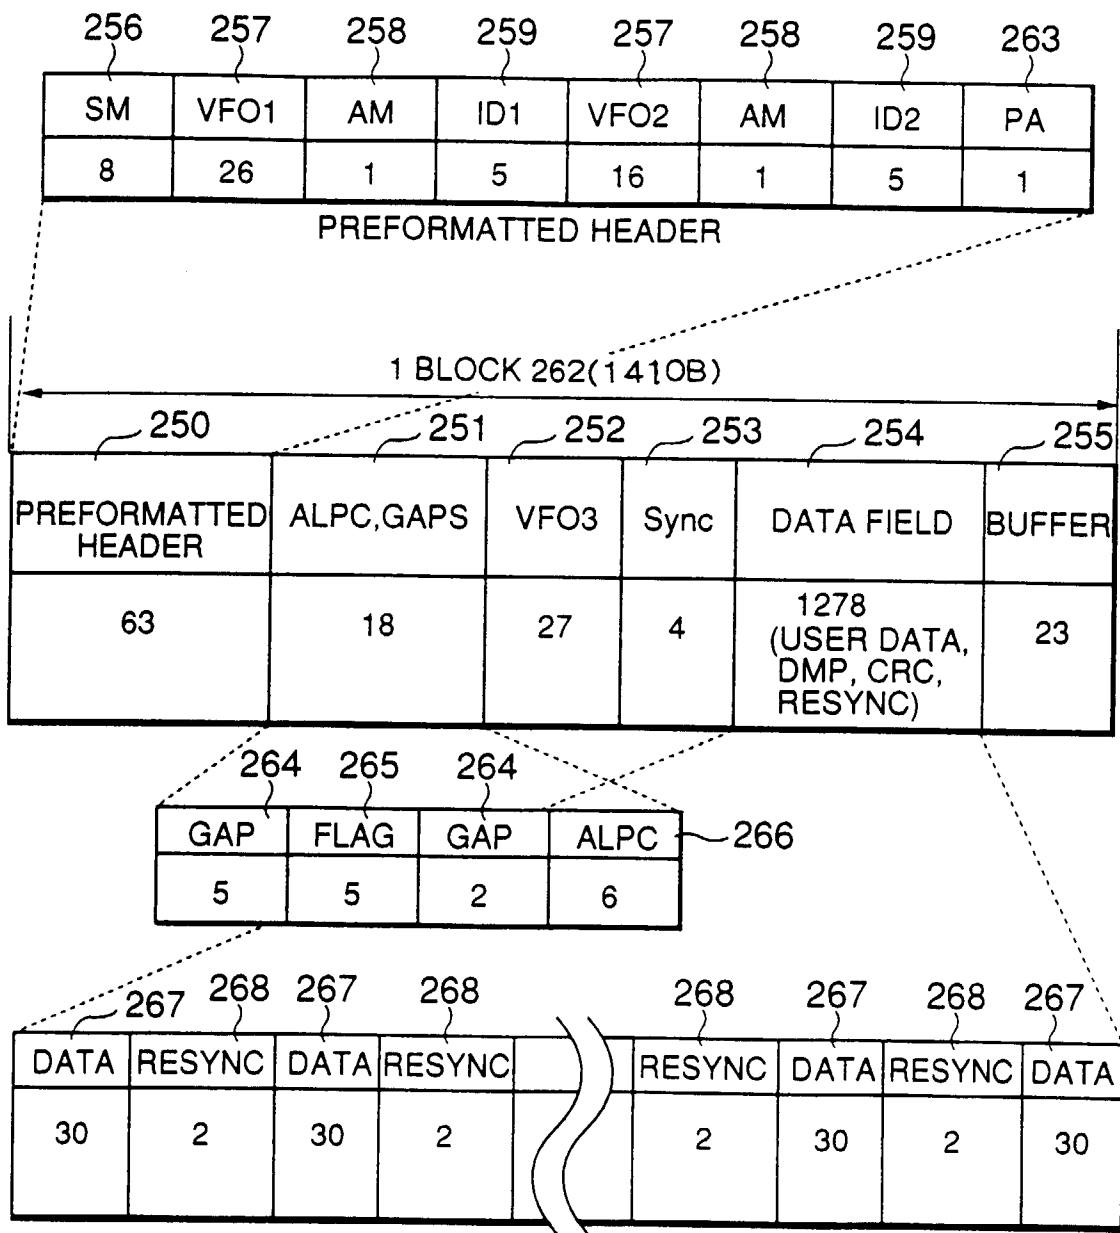 256 257 258 259 257 258 259 263
SM VFO1 AM ID1 VFO2 AM ID2 PA
8 26 1 5 16 1 5 1
PREFORMATTED HEADER
1 BLOCK 262(1410B)
250 251 252 253 254 255
PREFORMATTED HEADER ALPC,GAPS VFO3 Sync DATA FIELD BUFFER
63 18 27 4 1278 23
(USER DATA,
DMP, CRC,
RESYNC)
264 265 264
GAP FLAG GAP ALPC 266
5 5 2 6
267 268 267 268 268 267 268 267
DATA RESYNC DATA RESYNC RESYNC DATA RESYNC DATA
30 2 30 2 2 30 2 30